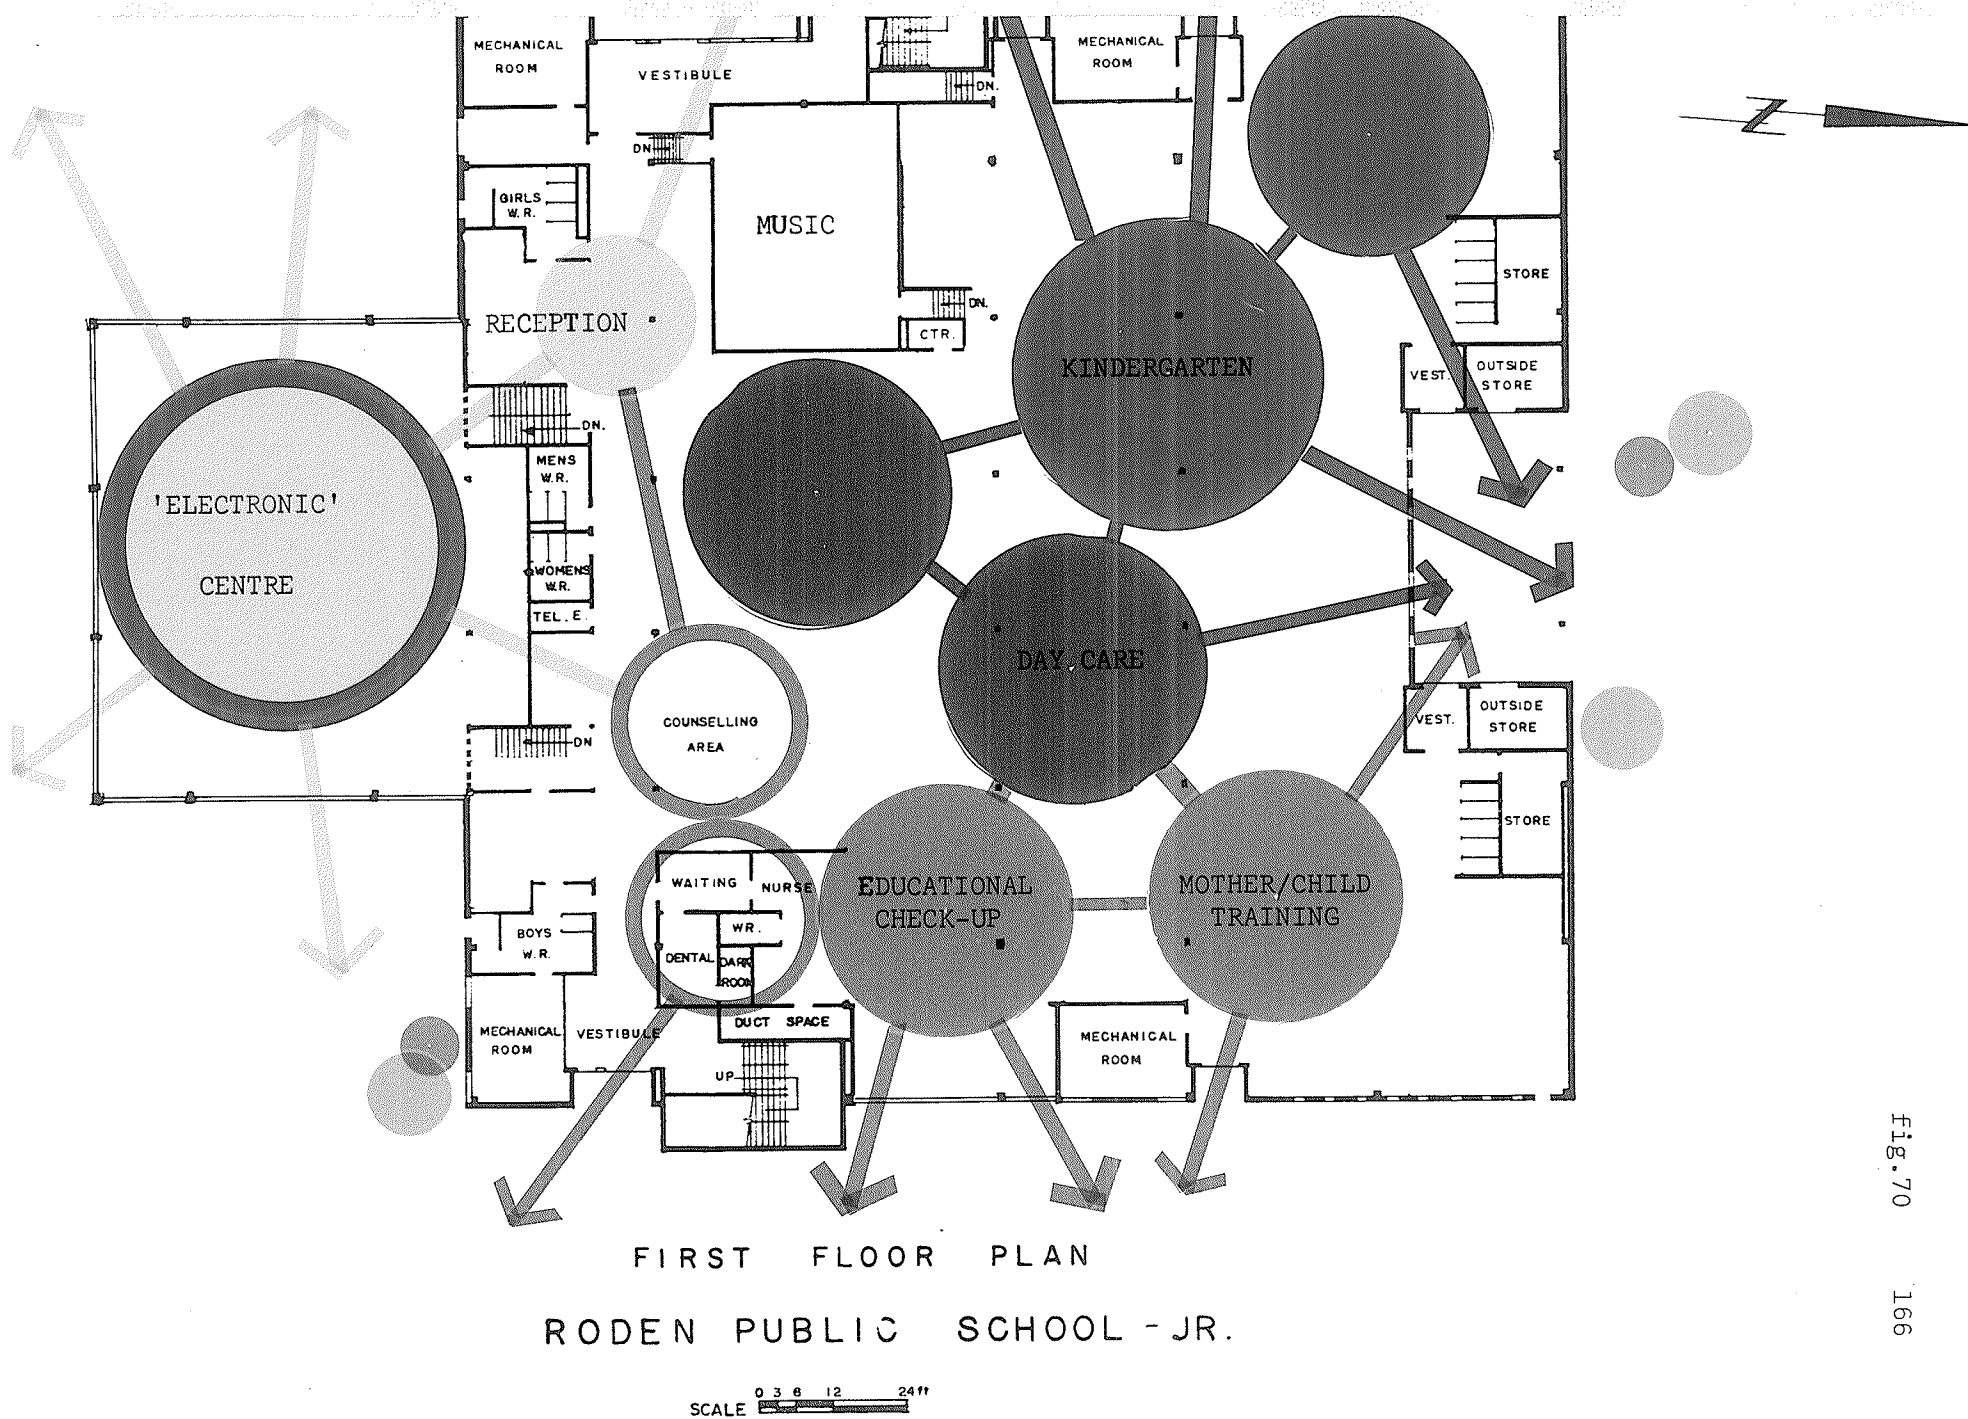 MECHANICAL
ROOM
VESTIBULE
DN.
MECHANICAL
ROOM
DN
GIRLS
W.R.
MUSIC
STORE
RECEPTION
DN.
CTR.
KINDERGARTEN
VEST.
OUTSIDE
STORE
DN.
MENS
W.R.
'ELECTRONIC'
CENTRE
WOMENS
W.R.
TEL. E.
DAY CARE
COUNSELLING
AREA
DN
VEST.
OUTSIDE
STORE
STORE
WAITING
NURSE
EDUCATIONAL
CHECK-UP
MOTHER/CHILD
TRAINING
BOYS
W.R.
WR.
DENTAL
DARK
ROOM
MECHANICAL
ROOM
VESTIBULE
DUCT SPACE
UP
MECHANICAL
ROOM
FIRST FLOOR PLAN
RODEN PUBLIC SCHOOL - JR.
SCALE
0 3 6 12 24 ft
fig.70
166